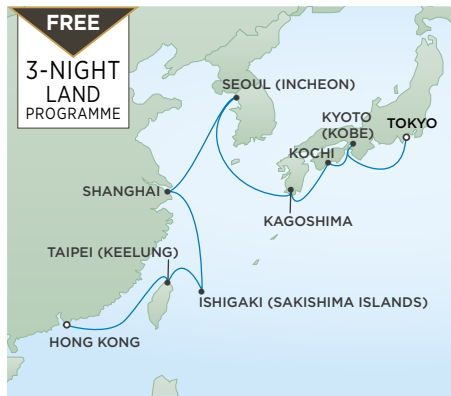 FREE
3-NIGHT
LAND
PROGRAMME
SEOUL (INCHEON)
KYOTO
(KOBE)
TOKYO
KOCHI
SHANGHAI
KAGOSHIMA
TAIPEI (KEELUNG)
ISHIGAKI (SAKISHIMA ISLANDS)
HONG KONG